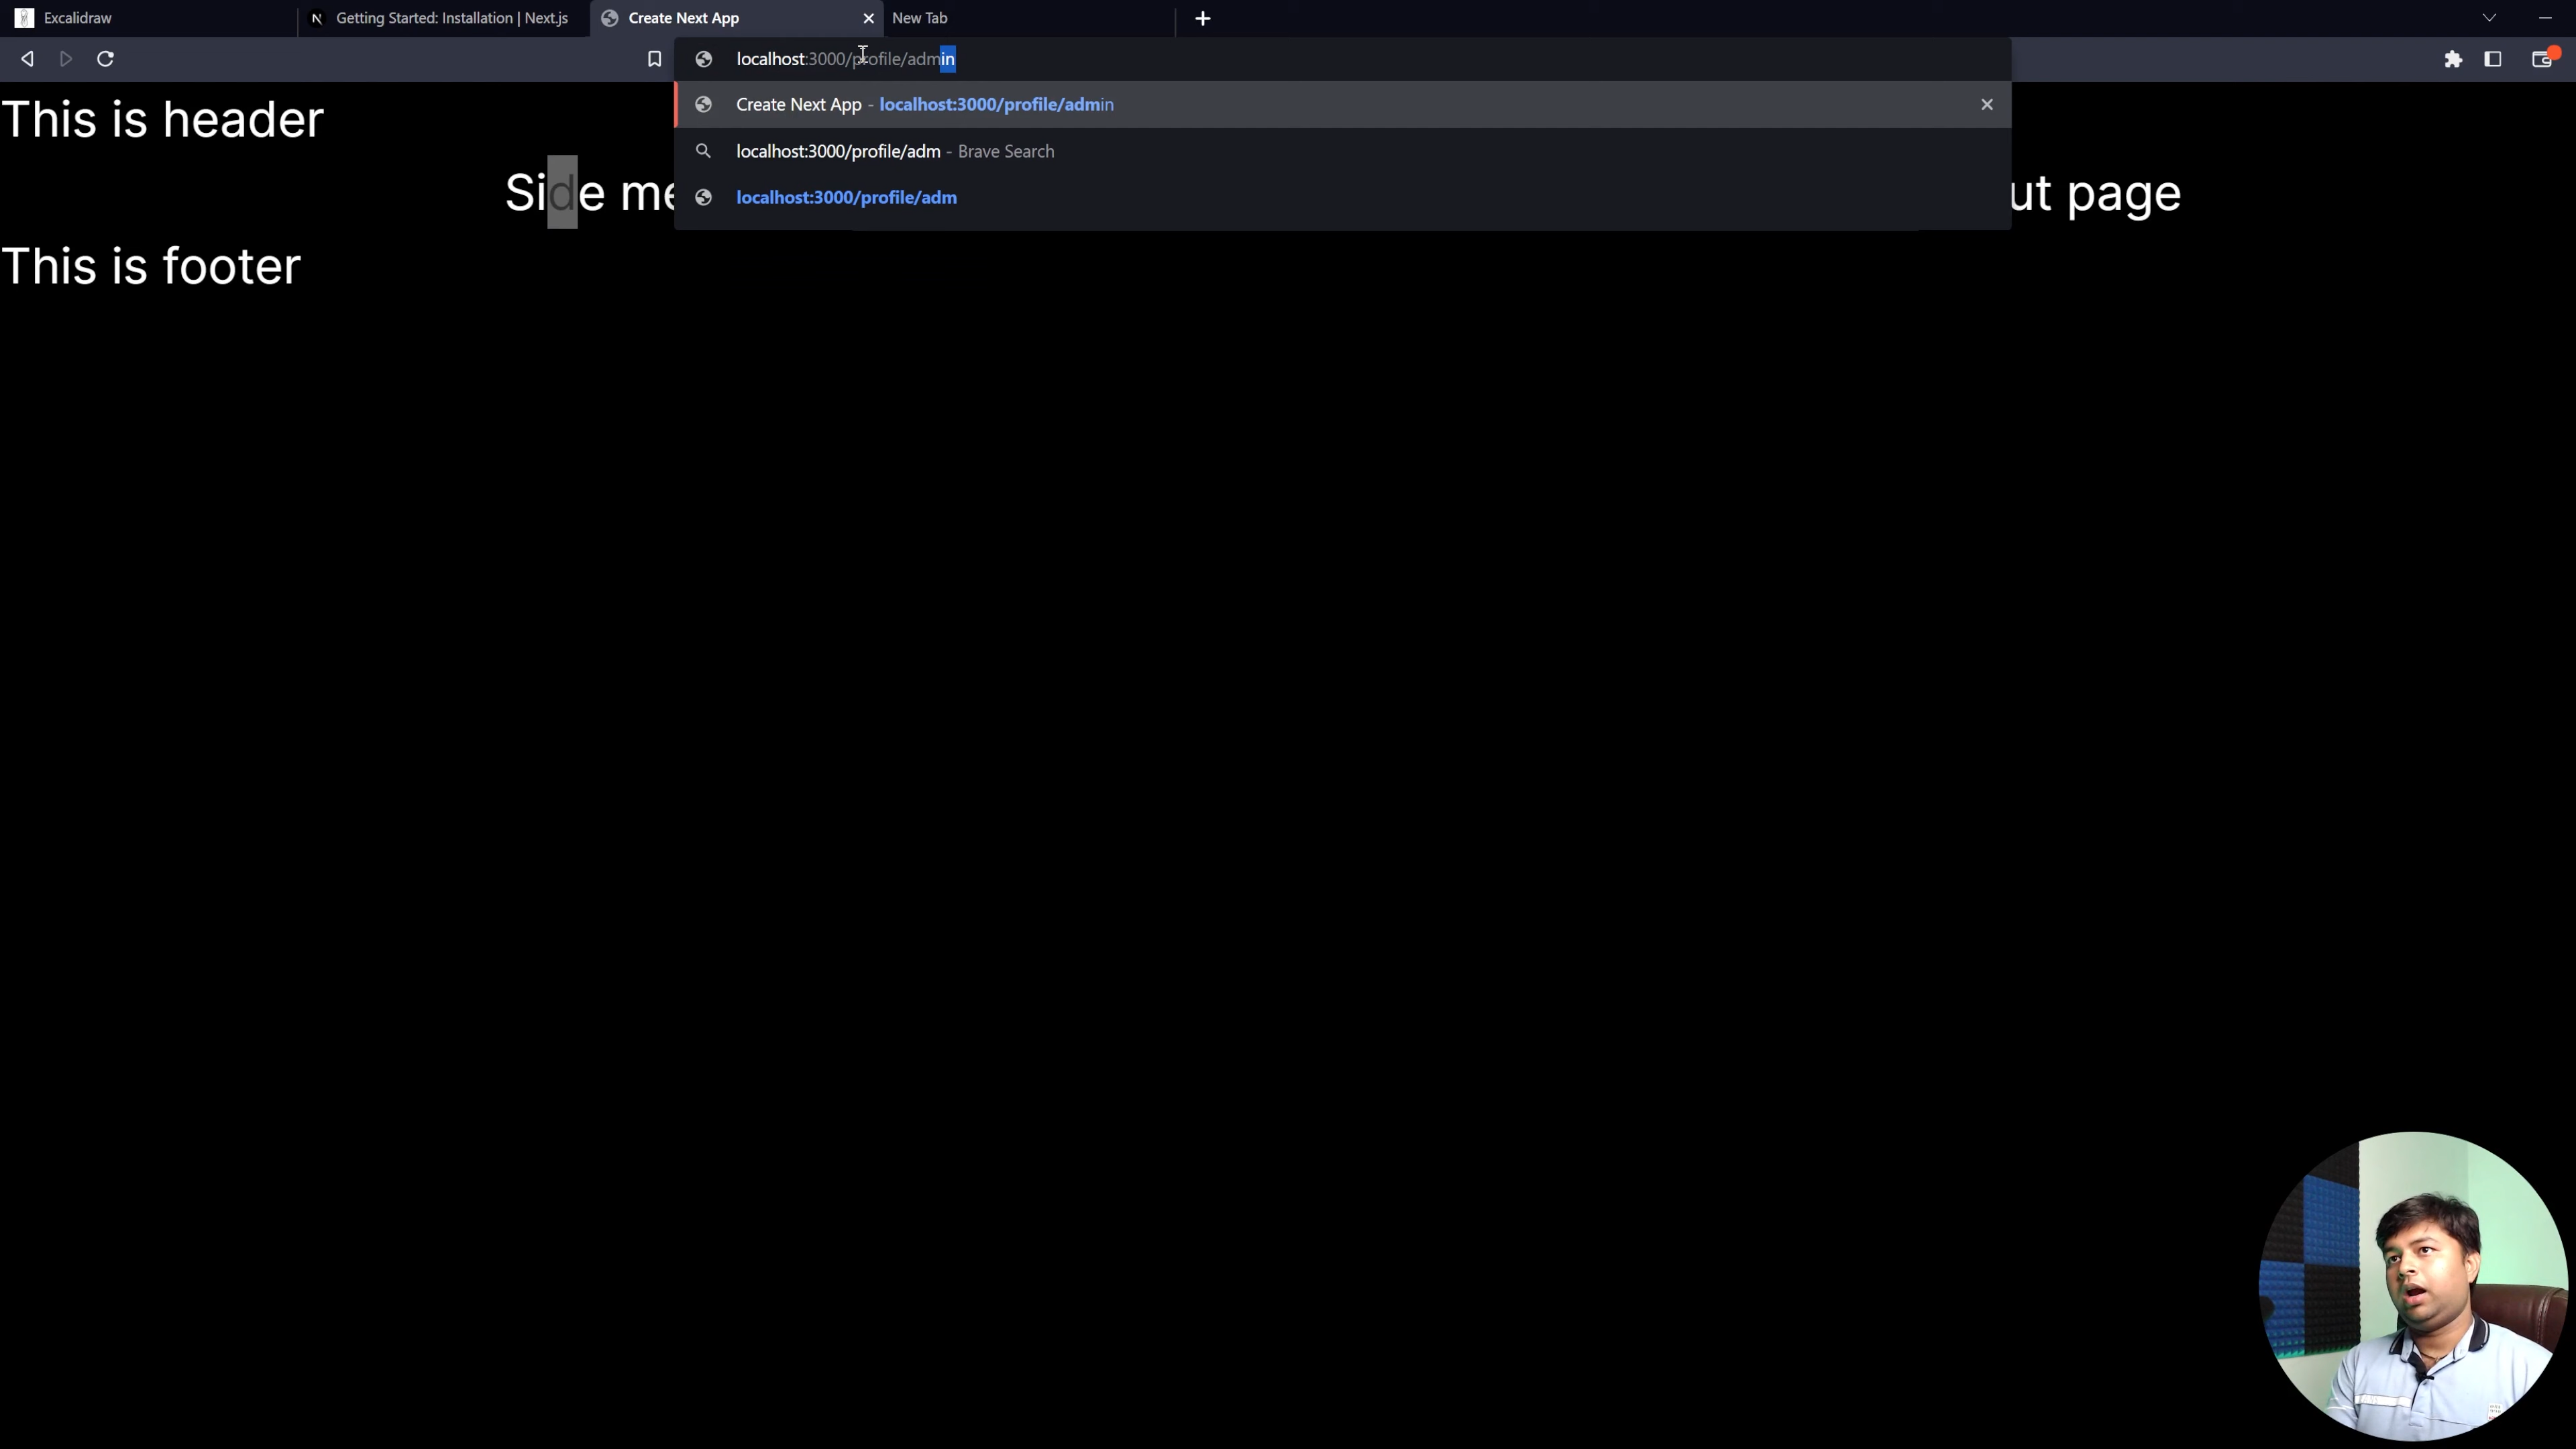 Excalidraw
Getting Started: Installation | Next.js
Create Next App
New Tab
localhost:3000/profile/admin
Create Next App - localhost:3000/profile/admin
localhost:3000/profile/adm - Brave Search
localhost:3000/profile/adm
This is header
Side me ut page
This is footer